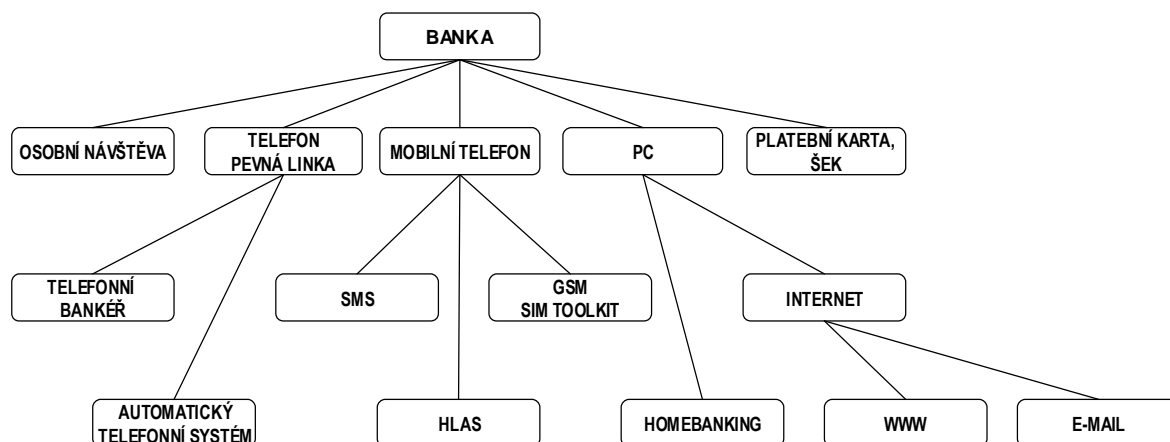 BANKA
OSOBNÍ NÁVŠTĚVA
TELEFON
PEVNÁ LINKA
MOBILNÍ TELEFON
PC
PLATEBNÍ KARTA,
ŠEK
TELEFONNÍ
BANKÉŘ
SMS
GSM
SIM TOOLKIT
INTERNET
AUTOMATICKÝ
TELEFONNÍ SYSTÉM
HLAS
HOMEBANKING
WWW
E-MAIL